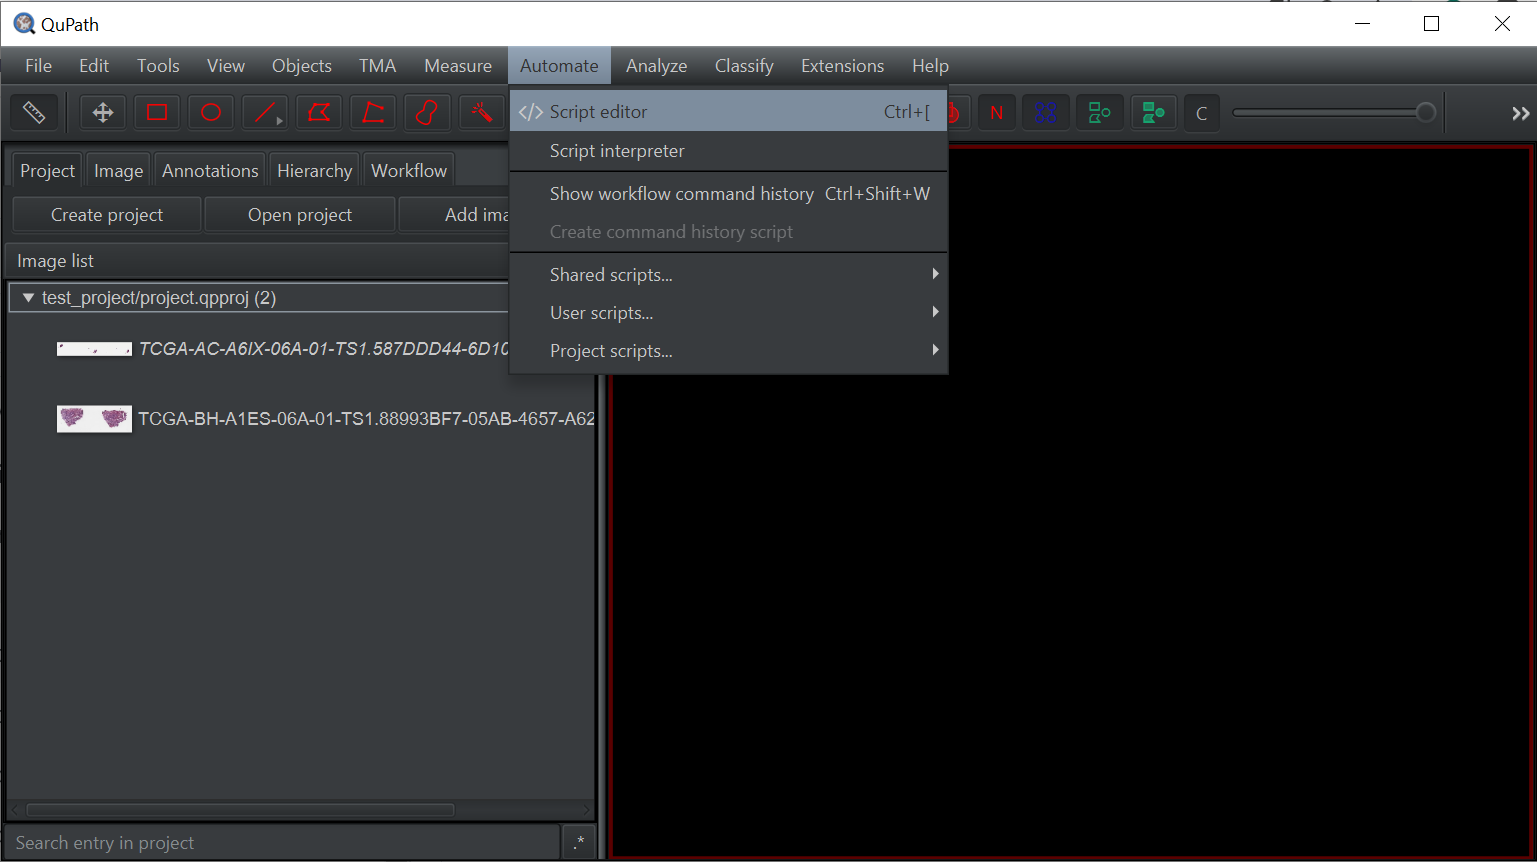 QuPath
File Edit Tools View Objects TMA Measure Automate Analyze Classify Extensions Help
N C
Script editor Ctrl+[
Script interpreter
Show workflow command history Ctrl+Shift+W
Create command history script
Shared scripts...
User scripts...
Project scripts...
Project Image Annotations Hierarchy Workflow
Create project Open project Add ima
Image list
test_project/project.qpproj (2)
TCGA-AC-A6IX-06A-01-TS1.587DDD44-6D10
TCGA-BH-A1ES-06A-01-TS1.88993BF7-05AB-4657-A62
Search entry in project .*